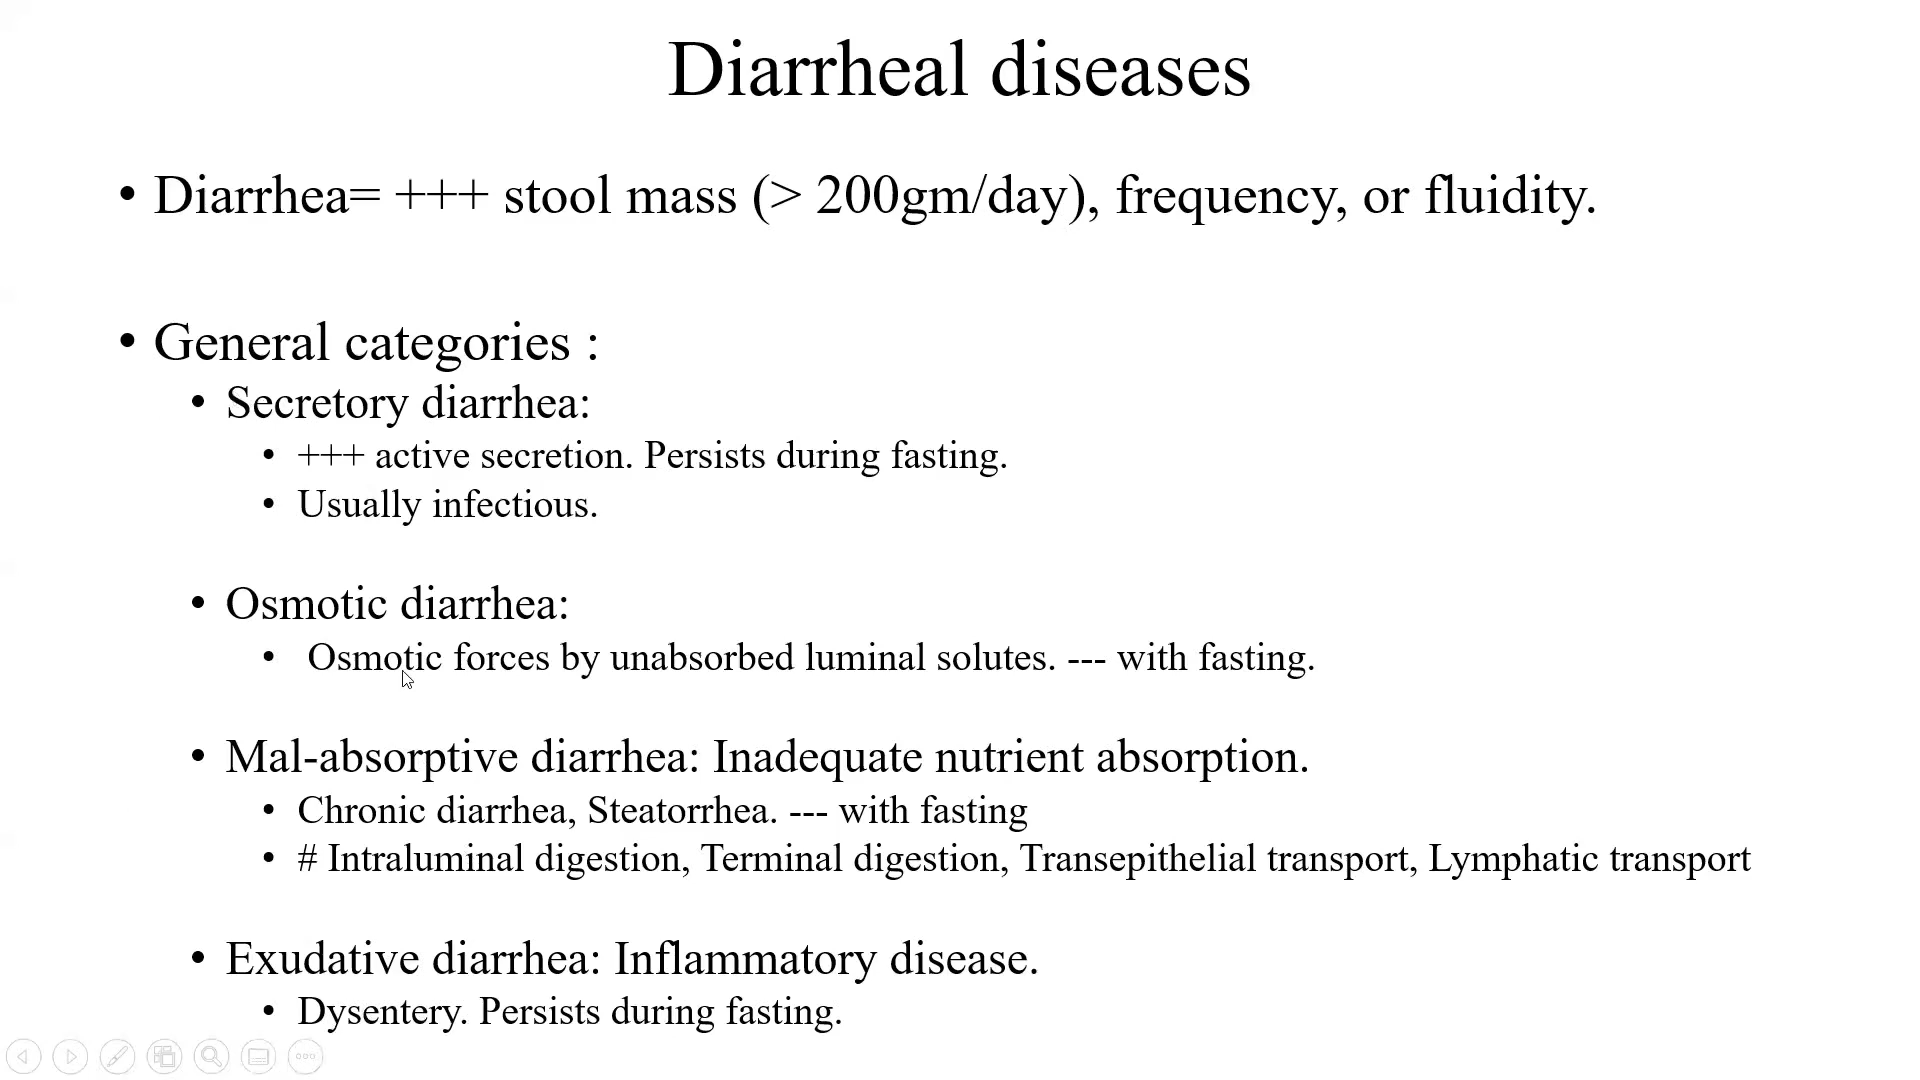 Diarrheal diseases
• Diarrhea= +++ stool mass (> 200gm/day), frequency, or fluidity.
• General categories :
• Secretory diarrhea:
• +++ active secretion. Persists during fasting.
• Usually infectious.
• Osmotic diarrhea:
• Osmotic forces by unabsorbed luminal solutes. --- with fasting.
• Mal-absorptive diarrhea: Inadequate nutrient absorption.
• Chronic diarrhea, Steatorrhea. --- with fasting
• # Intraluminal digestion, Terminal digestion, Transepithelial transport, Lymphatic transport
• Exudative diarrhea: Inflammatory disease.
• Dysentery. Persists during fasting.